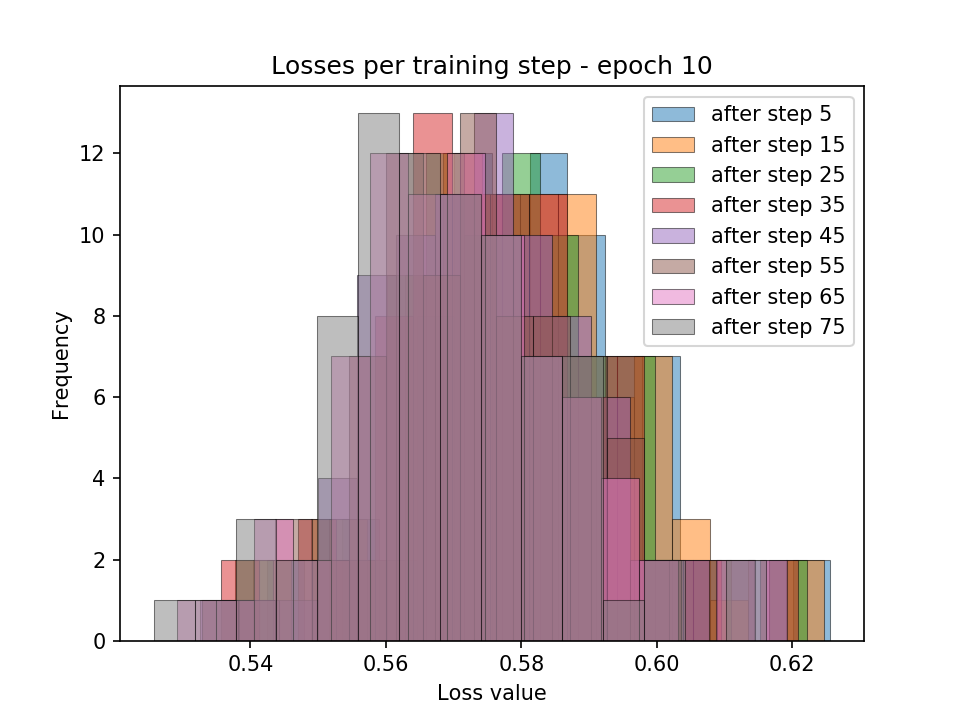 Losses per training step - epoch 10
after step 5
after step 15
after step 25
after step 35
after step 45
after step 55
after step 65
after step 75
Frequency
12
10
8
6
4
2
0
0.54 0.56 0.58 0.60 0.62
Loss value